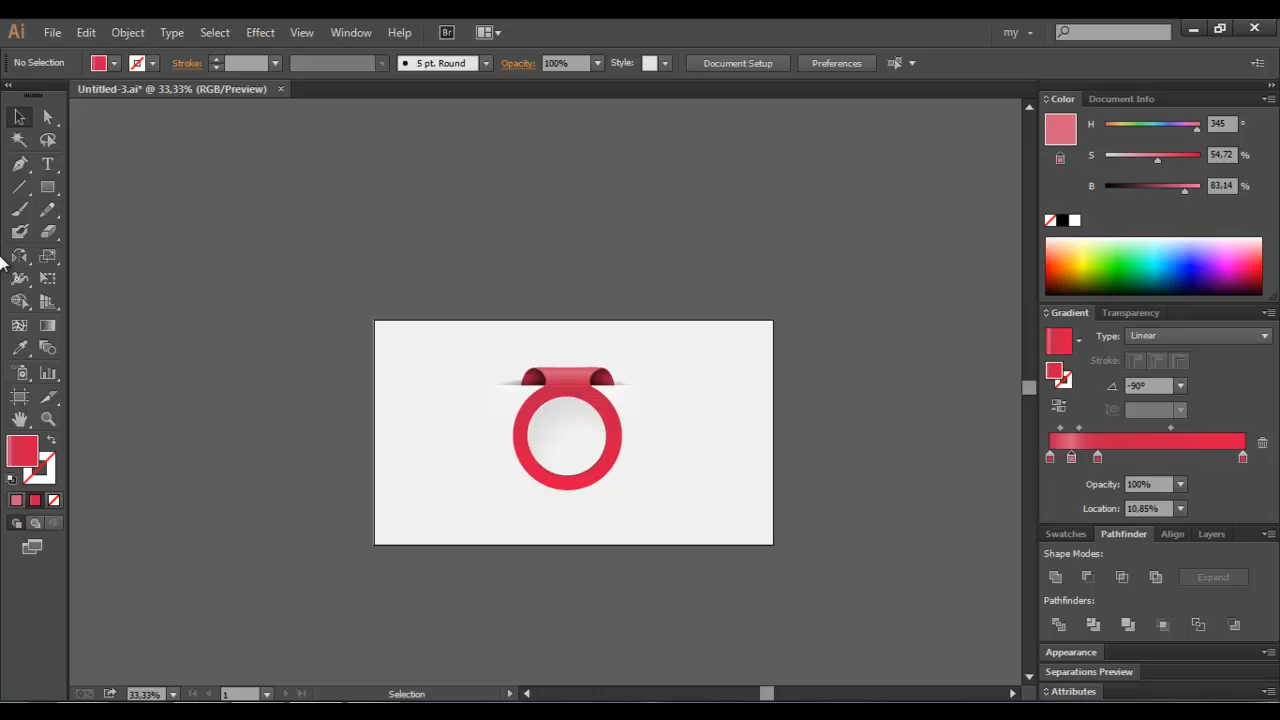 Ai File Edit Object Type Select Effect View Window Help Br my
No Selection Stroke: 5 pt. Round Opacity: 100% Style: Document Setup Preferences
Untitled-3.ai* @ 33,33% (RGB/Preview) ×
Color Document Info
H 345 °
S 54,72 %
B 83,14 %
Gradient Transparency
Type: Linear
Stroke:
-90°
Opacity: 100%
Location: 10,85%
Swatches Pathfinder Align Layers
Shape Modes:
Expand
Pathfinders:
Appearance
Separations Preview
Attributes
33,33% 1 Selection